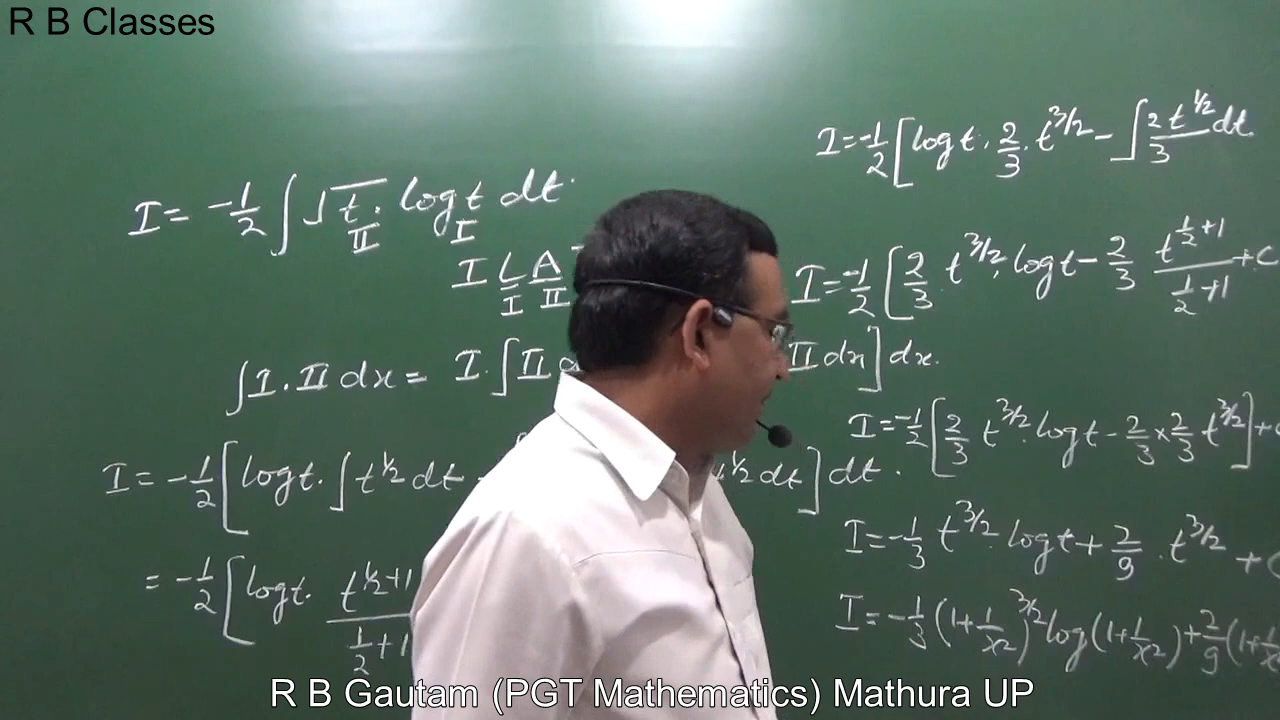 R B Classes
I = -1/2 ∫ √t · log t dt
II I
I L A
I II
∫ I . II dx = I . ∫ II
I = -1/2 [ log t . ∫ t^1/2 dt
= -1/2 [ log t . t^(1/2+1)
1/2+1
I = -1/2 [ log t . 2/3 . t^3/2 - ∫ 2 t^1/2 / 3 dt
I = -1/2 [ 2/3 t^3/2 . log t - 2/3 t^(1/2+1) / (1/2+1) + C
II dx ] dx .
I = -1/2 [ 2/3 t^3/2 . log t - 2/3 × 2/3 t^3/2 ] +
t^1/2 dt ] dt .
I = -1/3 t^3/2 . log t + 2/9 . t^3/2 + C
I = -1/3 (1 + 1/x2)^3/2 log (1 + 1/x2) + 2/9 (1 + 1/x2
R B Gautam (PGT Mathematics) Mathura UP